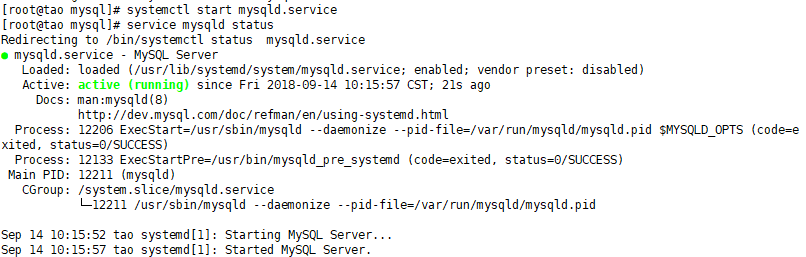 [root@tao mysql]# systemctl start mysqld.service
[root@tao mysql]# service mysqld status
Redirecting to /bin/systemctl status  mysqld.service
● mysqld.service - MySQL Server
   Loaded: loaded (/usr/lib/systemd/system/mysqld.service; enabled; vendor preset: disabled)
   Active: active (running) since Fri 2018-09-14 10:15:57 CST; 21s ago
     Docs: man:mysqld(8)
           http://dev.mysql.com/doc/refman/en/using-systemd.html
  Process: 12206 ExecStart=/usr/sbin/mysqld --daemonize --pid-file=/var/run/mysqld/mysqld.pid $MYSQLD_OPTS (code=e
xited, status=0/SUCCESS)
  Process: 12133 ExecStartPre=/usr/bin/mysqld_pre_systemd (code=exited, status=0/SUCCESS)
 Main PID: 12211 (mysqld)
   CGroup: /system.slice/mysqld.service
           └─12211 /usr/sbin/mysqld --daemonize --pid-file=/var/run/mysqld/mysqld.pid
Sep 14 10:15:52 tao systemd[1]: Starting MySQL Server...
Sep 14 10:15:57 tao systemd[1]: Started MySQL Server.